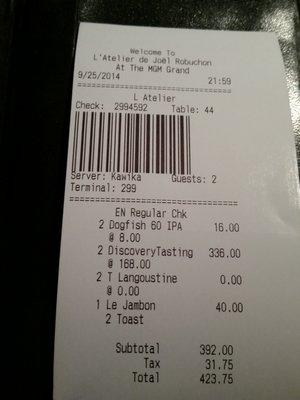 Welcome To
L'Atelier de Joël Robuchon
At The MGM Grand
9/25/2014 21:59
L Atelier
Check: 2994592 Table: 44
Server: Kawika Guests: 2
Terminal: 299
EN Regular Chk
2 Dogfish 60 IPA 16.00
@ 8.00
2 DiscoveryTasting 336.00
@ 168.00
2 T Langoustine 0.00
@ 0.00
1 Le Jambon 40.00
2 Toast
Subtotal 392.00
Tax 31.75
Total 423.75